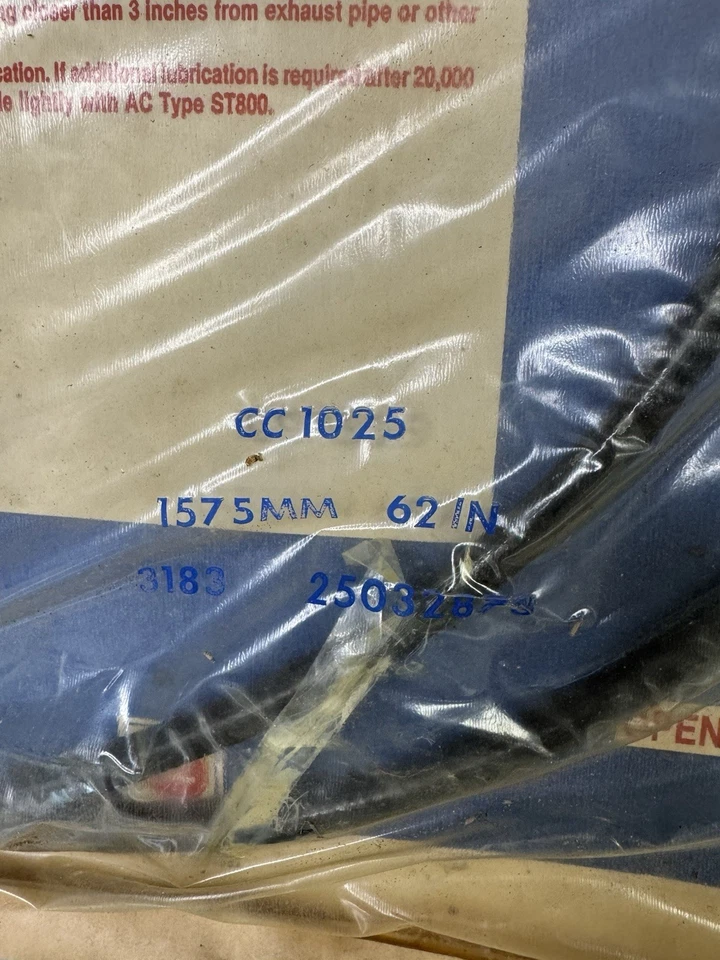 closer than 3 inches from exhaust pipe or other
If additional lubrication is required after 20,000
lightly with AC Type ST800.
CC 1025
1575MM 62 IN
3183